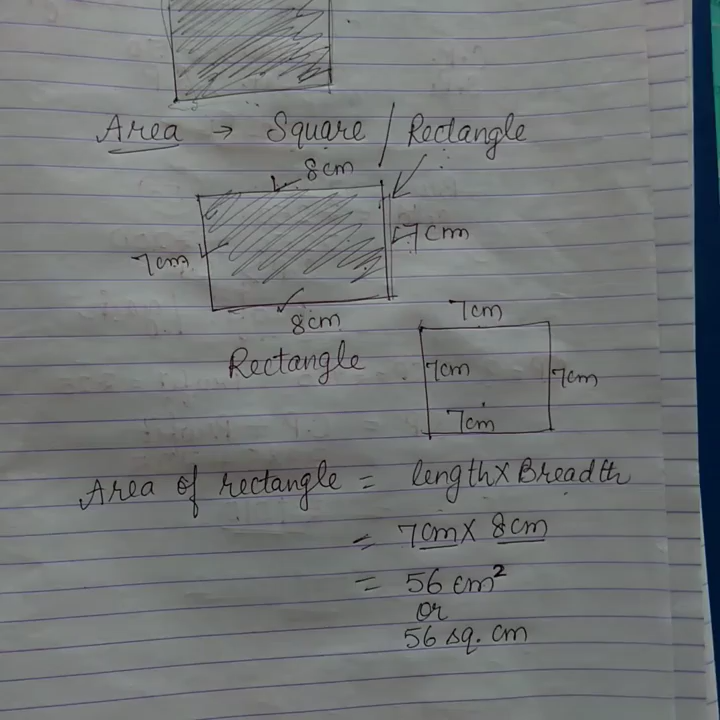 Area → Square / Rectangle
8cm
7cm
7cm
8cm
Rectangle
7cm
7cm
7cm
7cm
Area of rectangle = length × Breadth
= 7cm × 8cm
= 56 cm²
or
56 sq. cm